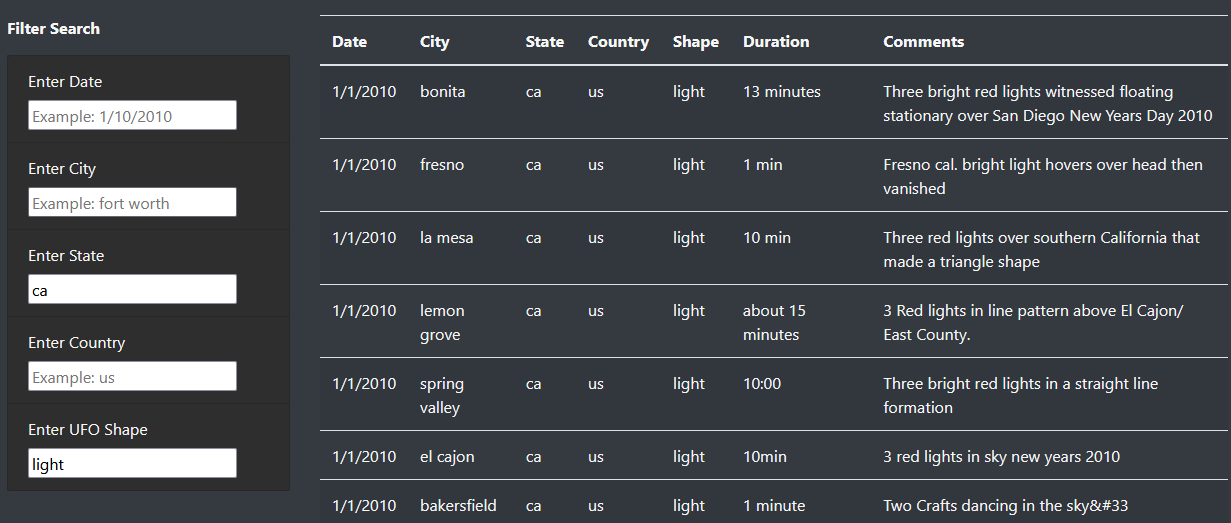 Filter Search
Enter Date
Example: 1/10/2010
Enter City
Example: fort worth
Enter State
ca
Enter Country
Example: us
Enter UFO Shape
light
Date City State Country Shape Duration Comments
1/1/2010 bonita ca us light 13 minutes Three bright red lights witnessed floating
stationary over San Diego New Years Day 2010
1/1/2010 fresno ca us light 1 min Fresno cal. bright light hovers over head then
vanished
1/1/2010 la mesa ca us light 10 min Three red lights over southern California that
made a triangle shape
1/1/2010 lemon ca us light about 15 3 Red lights in line pattern above El Cajon/
grove minutes East County.
1/1/2010 spring ca us light 10:00 Three bright red lights in a straight line
valley formation
1/1/2010 el cajon ca us light 10min 3 red lights in sky new years 2010
1/1/2010 bakersfield ca us light 1 minute Two Crafts dancing in the sky&#33